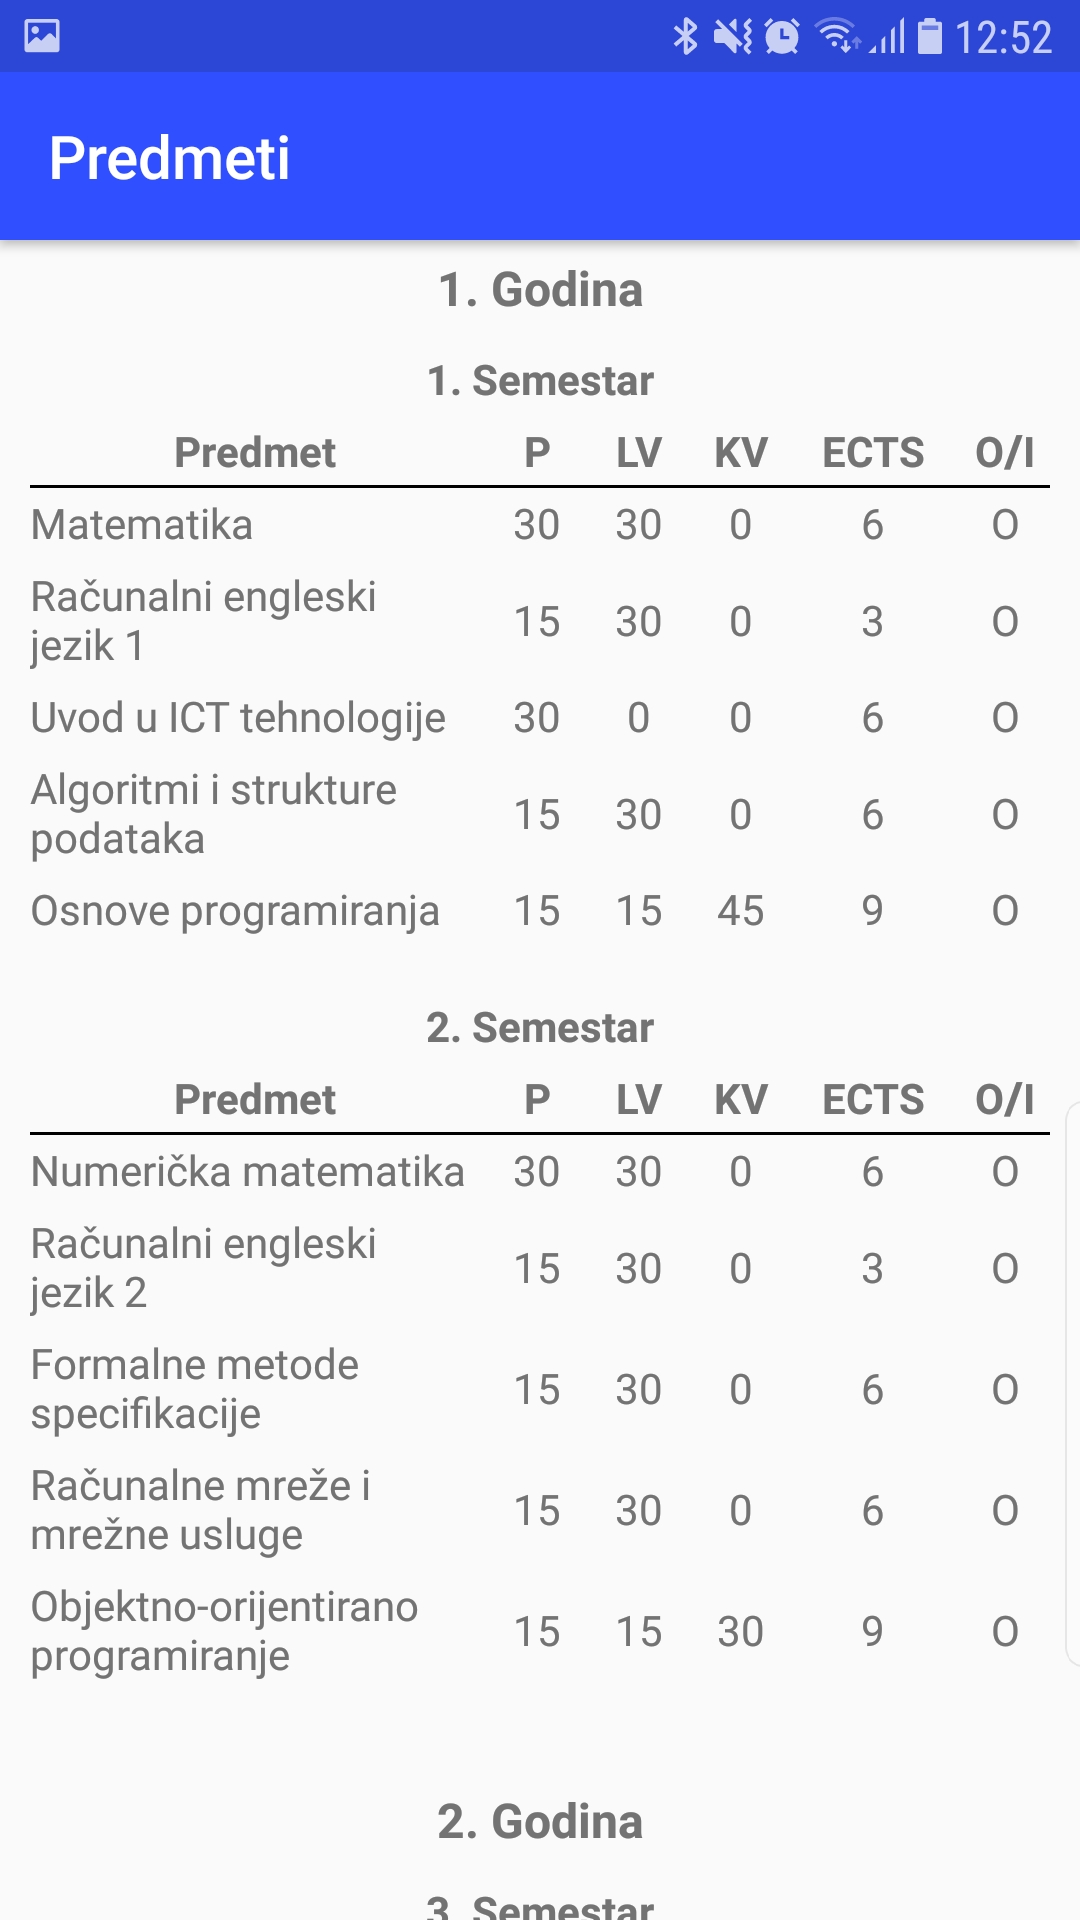 12:52
Predmeti
1. Godina
1. Semestar
Predmet P LV KV ECTS O/I
Matematika 30 30 0 6 O
Računalni engleski
jezik 1 15 30 0 3 O
Uvod u ICT tehnologije 30 0 0 6 O
Algoritmi i strukture
podataka 15 30 0 6 O
Osnove programiranja 15 15 45 9 O
2. Semestar
Predmet P LV KV ECTS O/I
Numerička matematika 30 30 0 6 O
Računalni engleski
jezik 2 15 30 0 3 O
Formalne metode
specifikacije 15 30 0 6 O
Računalne mreže i
mrežne usluge 15 30 0 6 O
Objektno-orijentirano
programiranje 15 15 30 9 O
2. Godina
3. Semestar